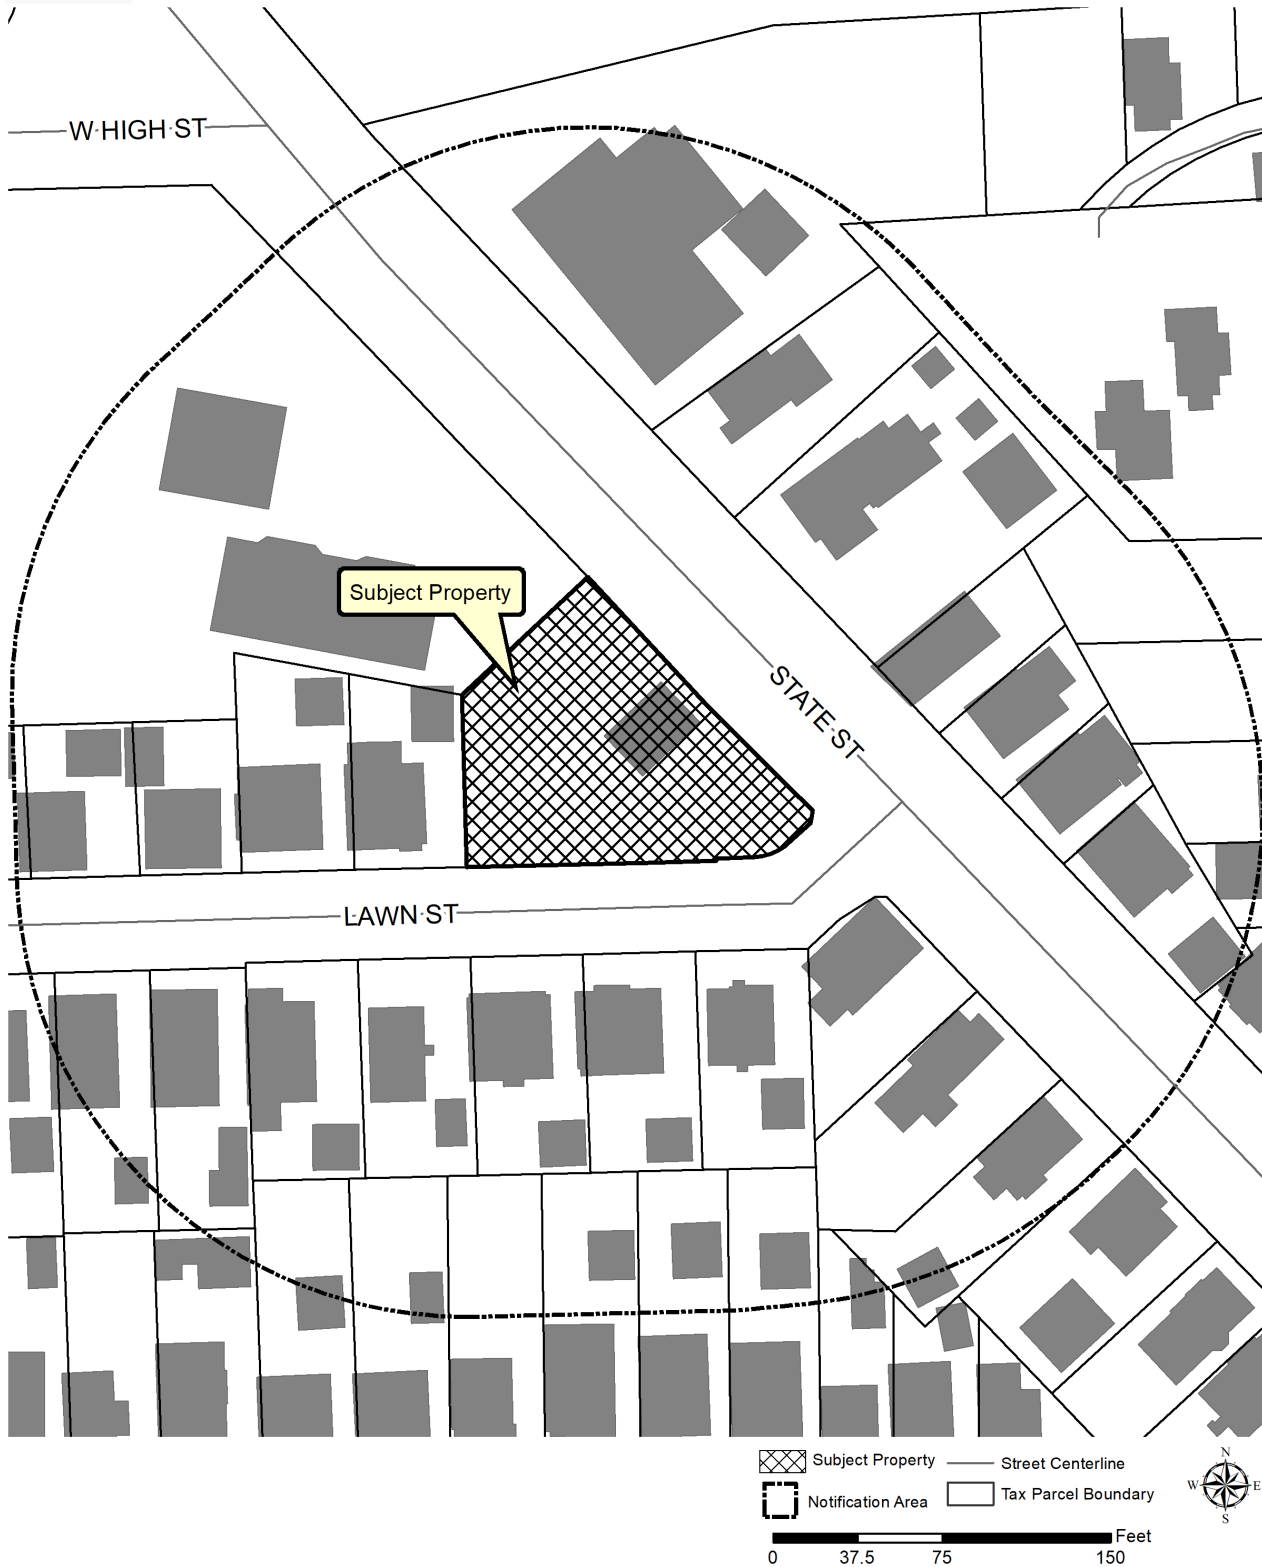 W HIGH ST
Subject Property
STATE ST
LAWN ST
Subject Property
Street Centerline
Notification Area
Tax Parcel Boundary
N
W E
S
Feet
0 37.5 75 150